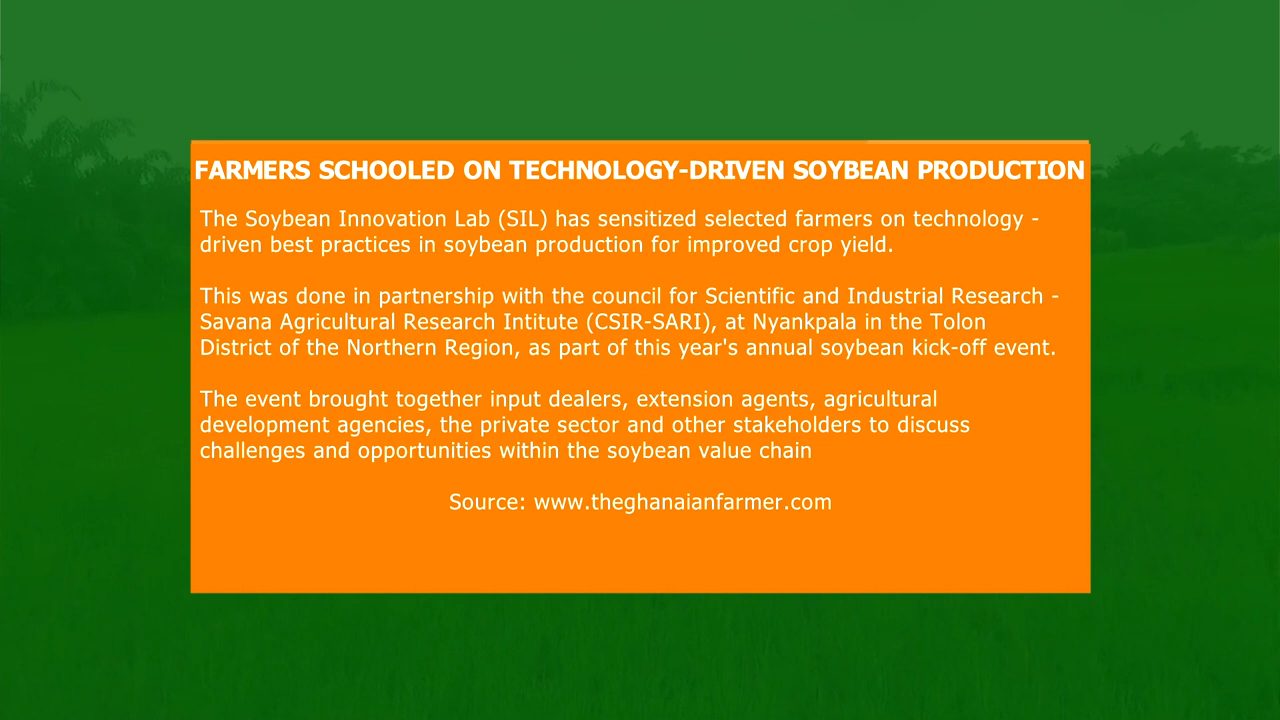 FARMERS SCHOOLED ON TECHNOLOGY-DRIVEN SOYBEAN PRODUCTION
The Soybean Innovation Lab (SIL) has sensitized selected farmers on technology -
driven best practices in soybean production for improved crop yield.
This was done in partnership with the council for Scientific and Industrial Research -
Savana Agricultural Research Intitute (CSIR-SARI), at Nyankpala in the Tolon
District of the Northern Region, as part of this year's annual soybean kick-off event.
The event brought together input dealers, extension agents, agricultural
development agencies, the private sector and other stakeholders to discuss
challenges and opportunities within the soybean value chain
Source: www.theghanaianfarmer.com